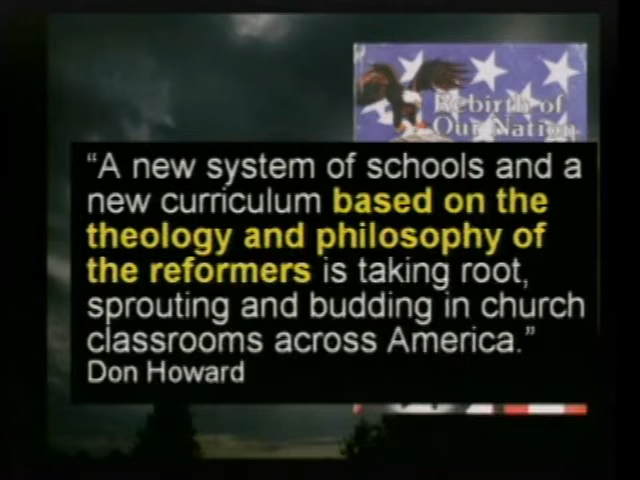 Rebirth of
Our Nation
“A new system of schools and a
new curriculum based on the
theology and philosophy of
the reformers is taking root,
sprouting and budding in church
classrooms across America.”
Don Howard